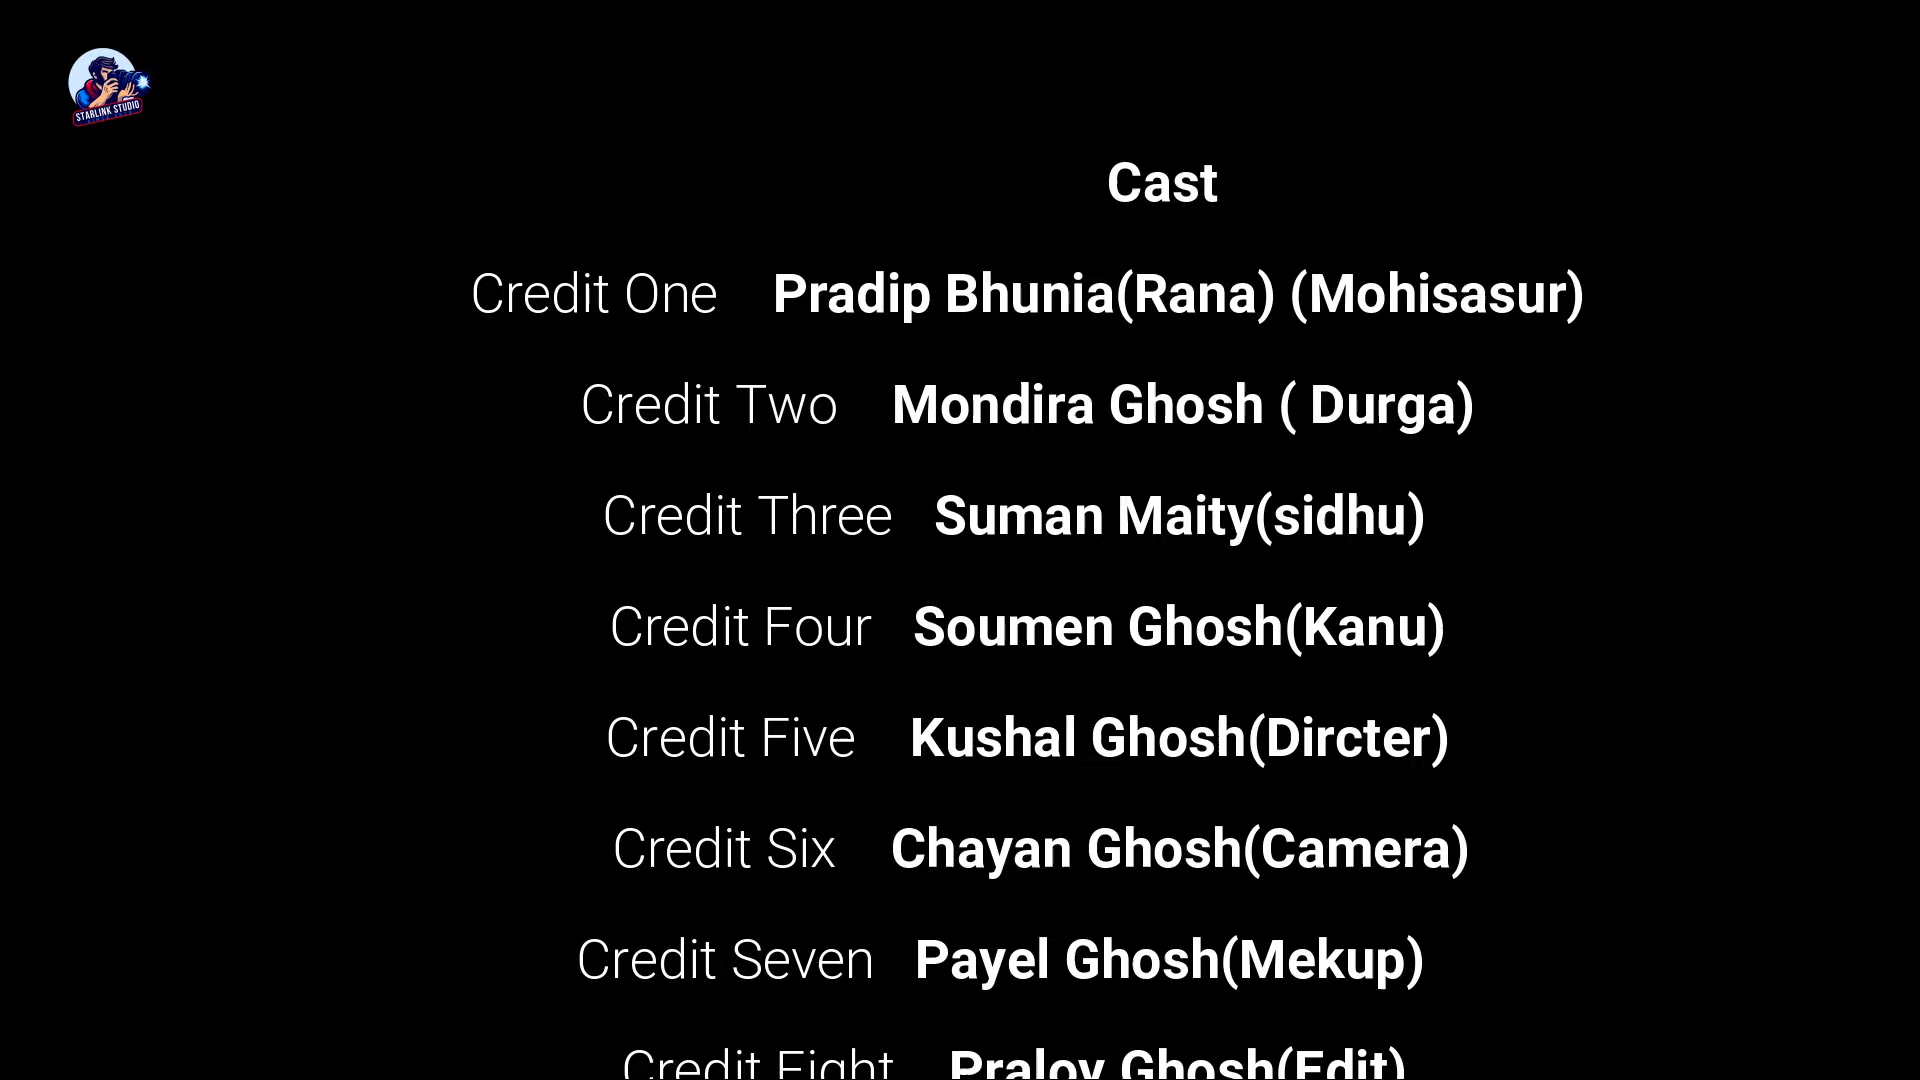 STARLINK STUDIO
Cast
Credit One Pradip Bhunia(Rana) (Mohisasur)
Credit Two Mondira Ghosh ( Durga)
Credit Three Suman Maity(sidhu)
Credit Four Soumen Ghosh(Kanu)
Credit Five Kushal Ghosh(Dircter)
Credit Six Chayan Ghosh(Camera)
Credit Seven Payel Ghosh(Mekup)
Credit Eight Praloy Ghosh(Edit)